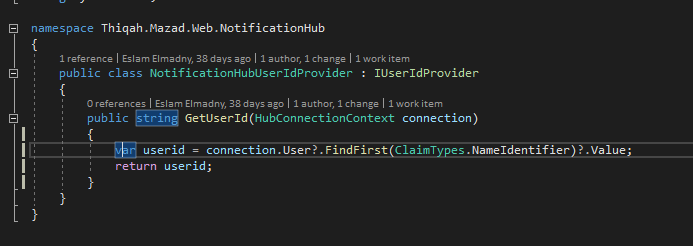 namespace Thiqah.Mazad.Web.NotificationHub
{
1 reference | Eslam Elmadny, 38 days ago | 1 author, 1 change | 1 work item
public class NotificationHubUserIdProvider : IUserIdProvider
{
0 references | Eslam Elmadny, 38 days ago | 1 author, 1 change | 1 work item
public string GetUserId(HubConnectionContext connection)
{
var userid = connection.User?.FindFirst(ClaimTypes.NameIdentifier)?.Value;
return userid;
}
}
}